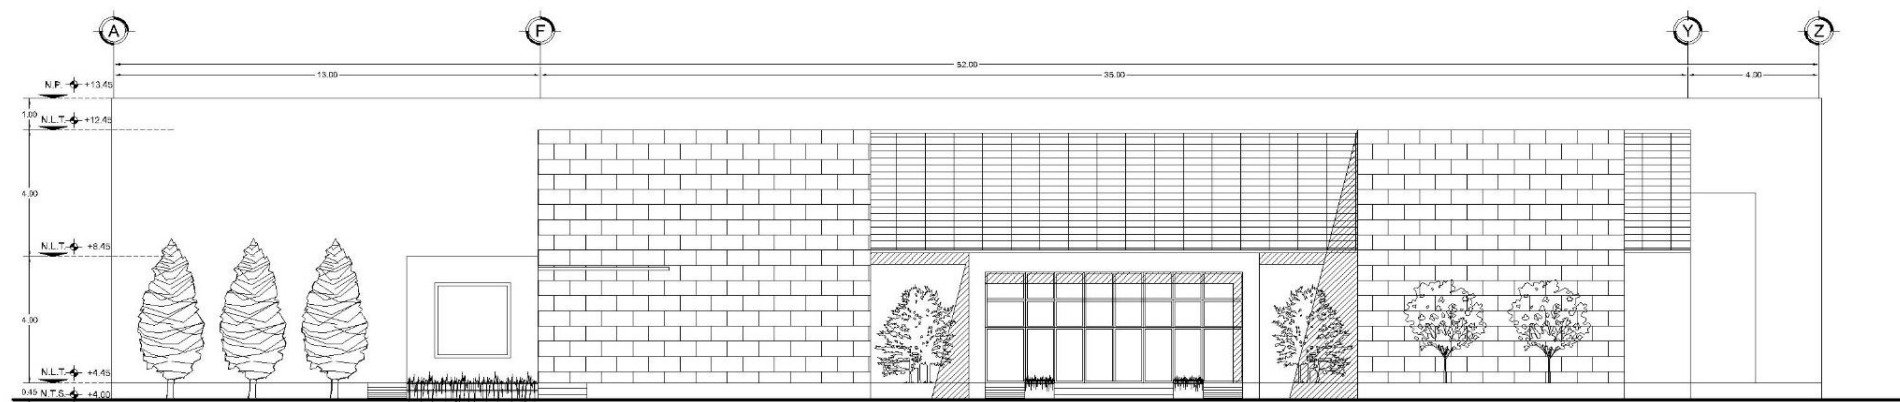 A F Y Z
52.00
13.00 35.00 4.00
N.P. +13.45
1.00
N.L.T. +12.45
4.00
N.L.T. +8.45
4.00
N.L.T. +4.45
0.45 N.T.S. +4.00